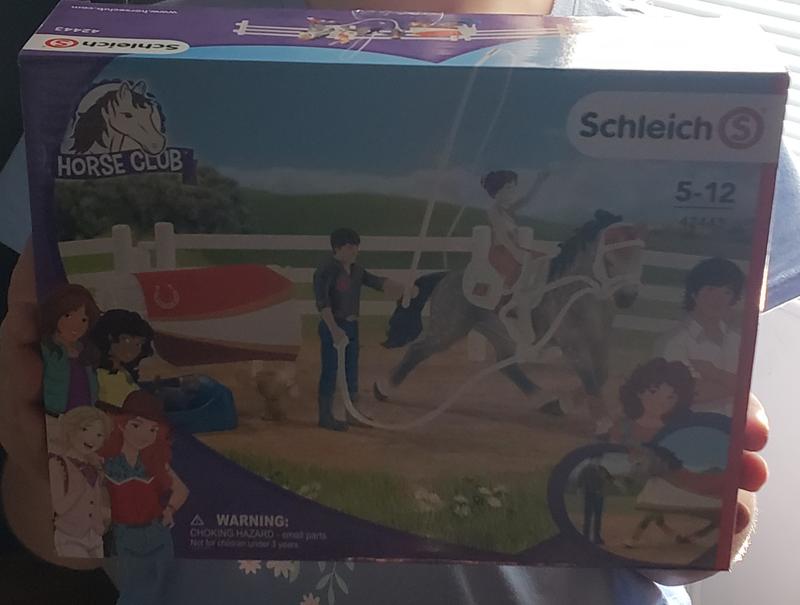 www.horseclub.com
42443
Schleich S
HORSE CLUB
Schleich S
5-12
42443
WARNING:
CHOKING HAZARD - small parts
Not for children under 3 years